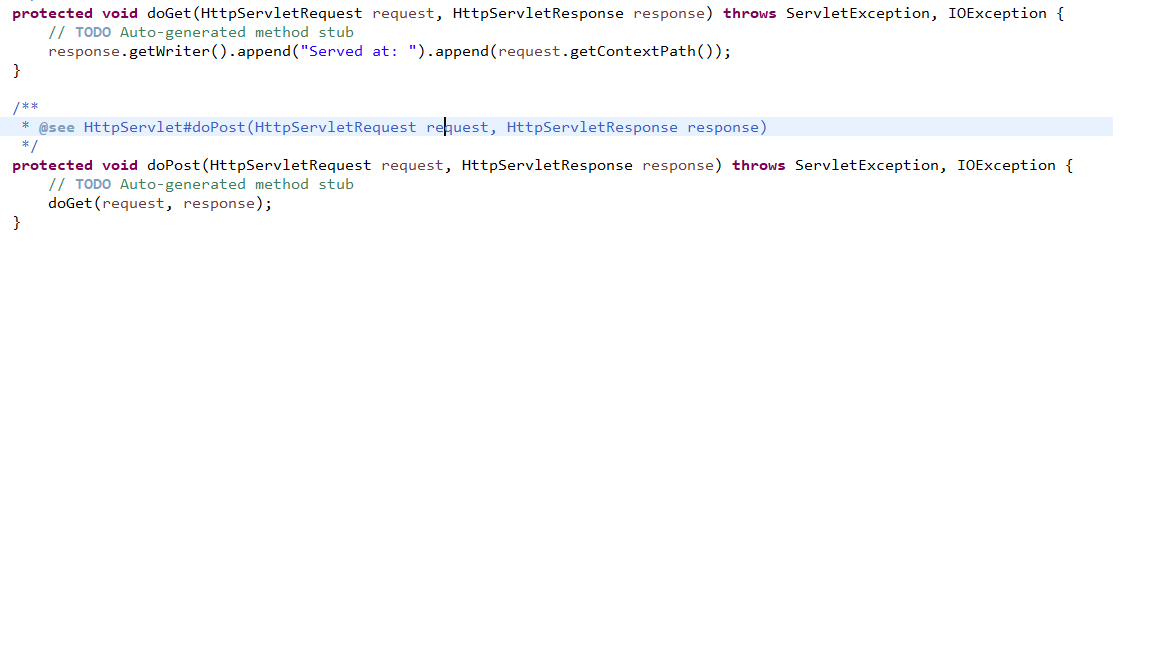 protected void doGet(HttpServletRequest request, HttpServletResponse response) throws ServletException, IOException {
    // TODO Auto-generated method stub
    response.getWriter().append("Served at: ").append(request.getContextPath());
}

/**
 * @see HttpServlet#doPost(HttpServletRequest request, HttpServletResponse response)
 */
protected void doPost(HttpServletRequest request, HttpServletResponse response) throws ServletException, IOException {
    // TODO Auto-generated method stub
    doGet(request, response);
}